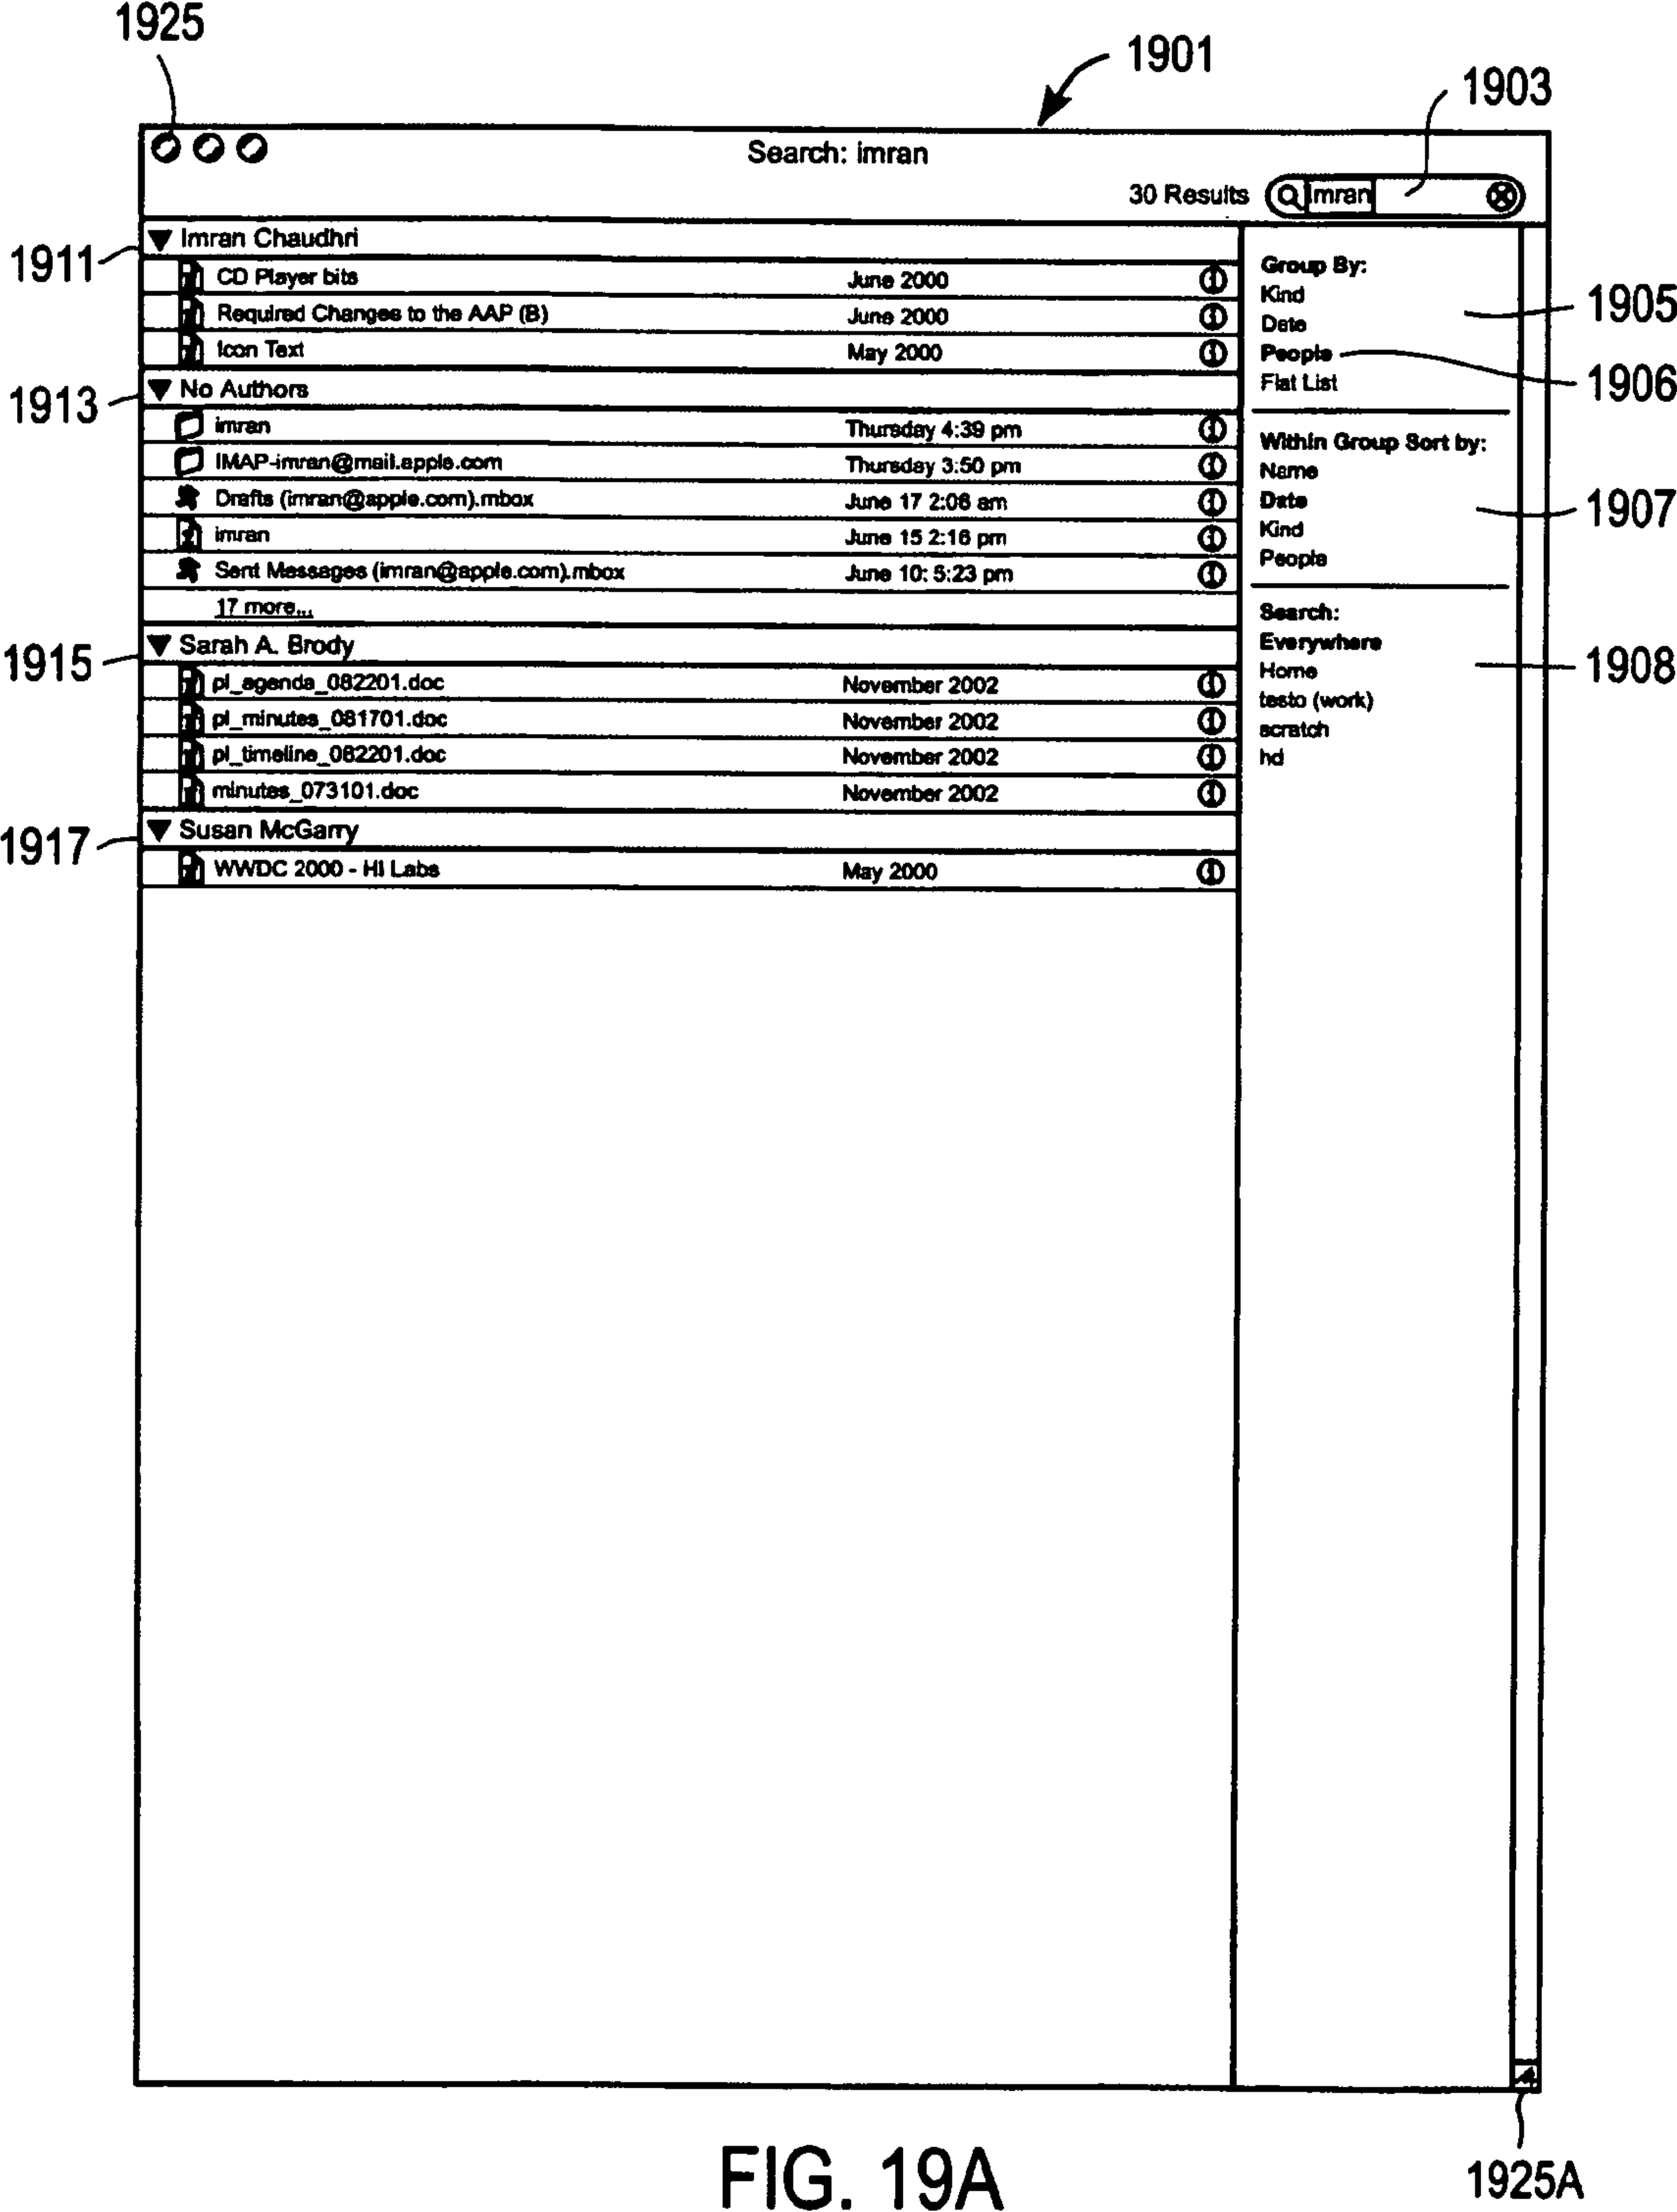 1925
1901
1903
Search: imran
30 Results
imran
1911
Imran Chaudhri
CD Player bits June 2000
Required Changes to the AAP (B) June 2000
Icon Text May 2000
1913
No Authors
imran Thursday 4:39 pm
IMAP-imran@mail.apple.com Thursday 3:50 pm
Drafts (imran@apple.com).mbox June 17 2:06 am
imran June 15 2:16 pm
Sent Messages (imran@apple.com).mbox June 10: 5:23 pm
17 more...
1915
Sarah A. Brody
pl_agenda_082201.doc November 2002
pl_minutes_081701.doc November 2002
pl_timeline_082201.doc November 2002
minutes_073101.doc November 2002
1917
Susan McGarry
WWDC 2000 - HI Labs May 2000
Group By:
Kind
Date
People
Flat List
1905
1906
Within Group Sort by:
Name
Date
Kind
People
1907
Search:
Everywhere
Home
testo (work)
scratch
hd
1908
1925A
FIG. 19A